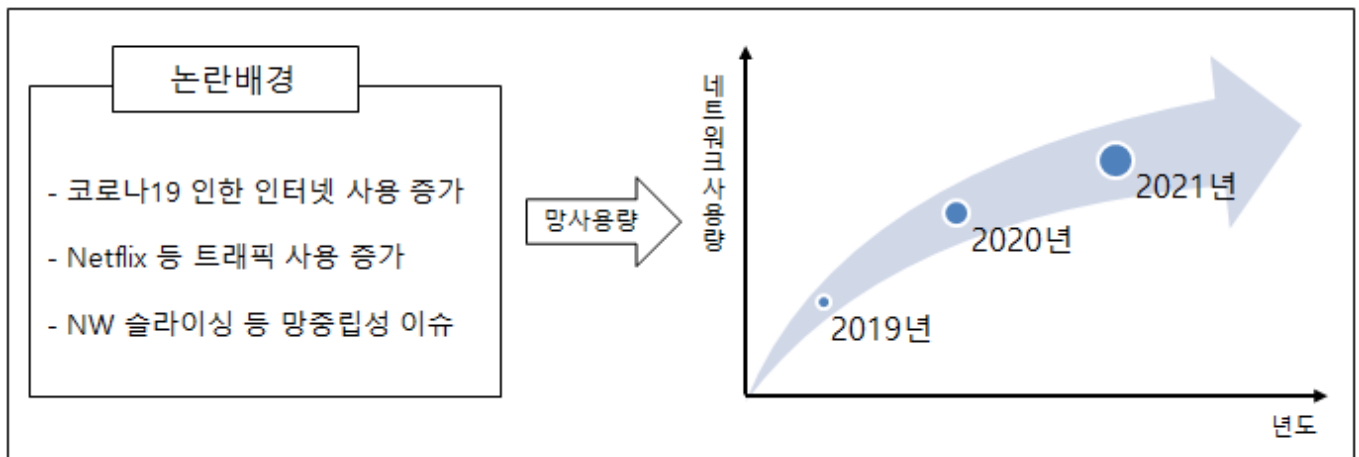 논란배경
- 코로나19 인한 인터넷 사용 증가
- Netflix 등 트래픽 사용 증가
- NW 슬라이싱 등 망중립성 이슈
망사용량
네트워크사용량
2021년
2020년
2019년
년도